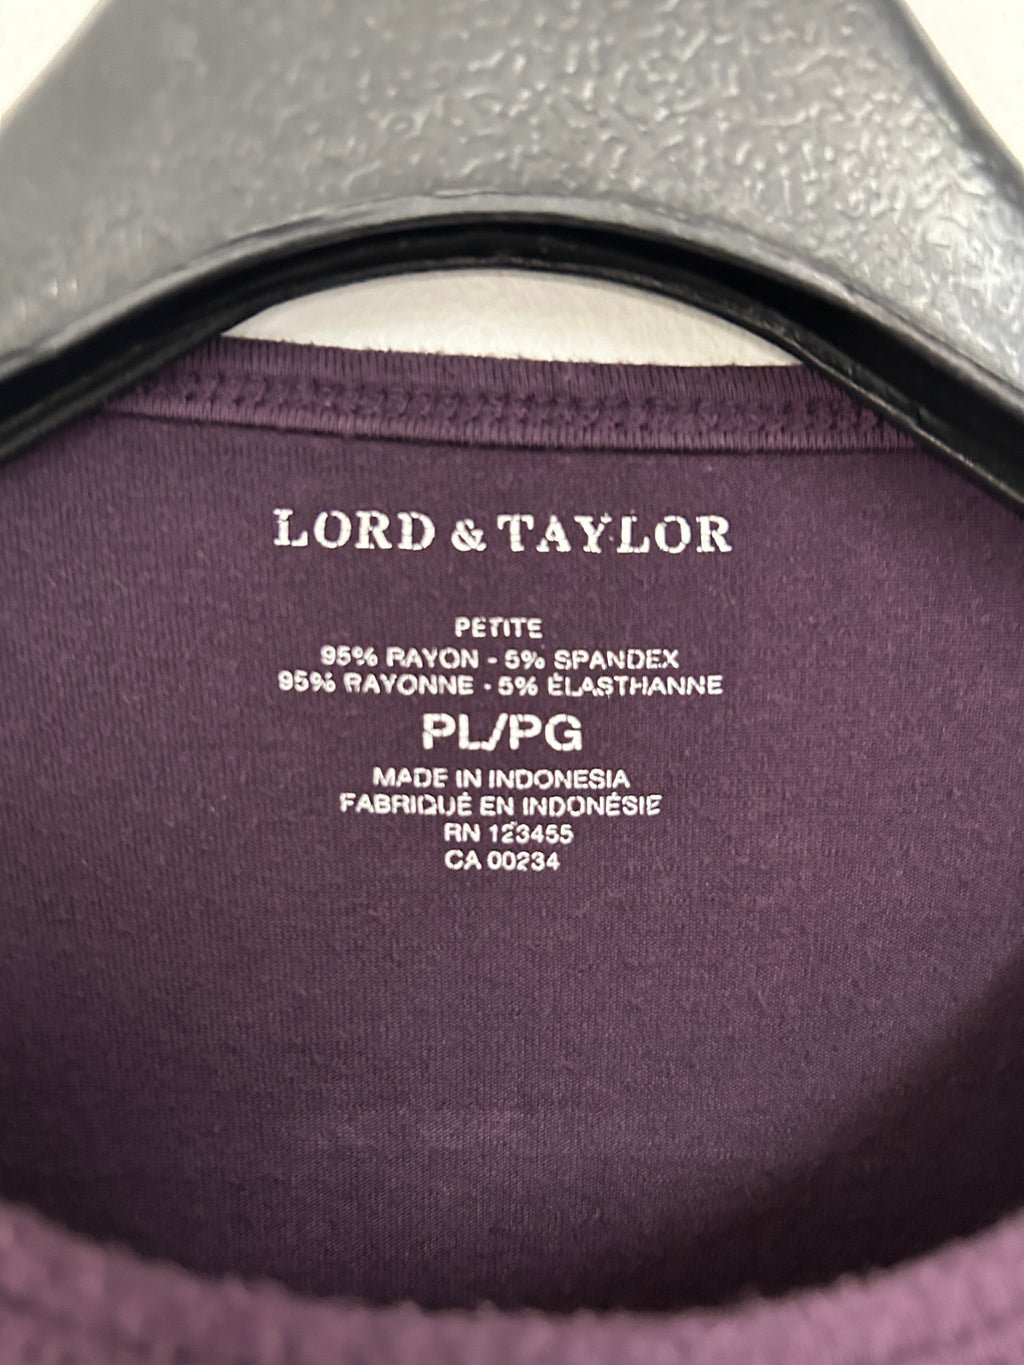 LORD & TAYLOR
PETITE
95% RAYON - 5% SPANDEX
95% RAYONNE - 5% ÉLASTHANNE
PL/PG
MADE IN INDONESIA
FABRIQUÉ EN INDONÉSIE
RN 123455
CA 00234